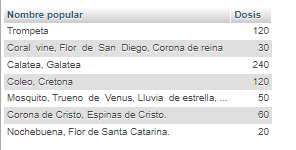 Nombre popular Dosis
Trompeta 120
Coral vine, Flor de San Diego, Corona de reina 30
Calatea, Galatea 240
Coleo, Cretona 120
Mosquito, Trueno de Venus, Lluvia de estrella, ... 50
Corona de Cristo, Espinas de Cristo. 60
Nochebuena, Flor de Santa Catarina. 20